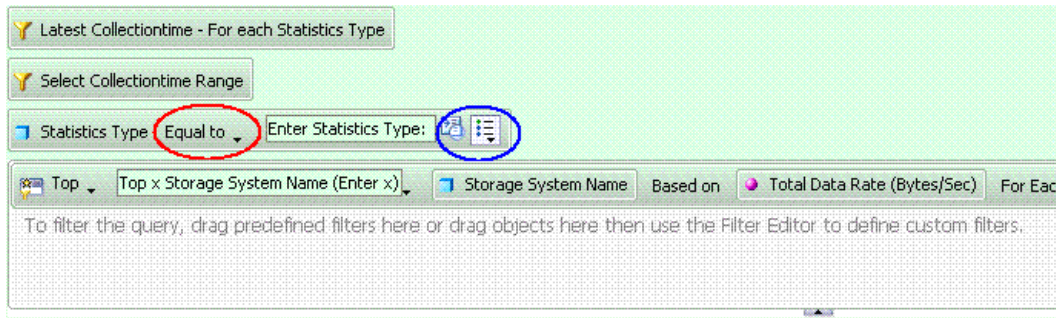 Latest Collectiontime - For each Statistics Type
Select Collectiontime Range
Statistics Type Equal to Enter Statistics Type:
Top Top x Storage System Name (Enter x) Storage System Name Based on Total Data Rate (Bytes/Sec) For Eac
To filter the query, drag predefined filters here or drag objects here then use the Filter Editor to define custom filters.